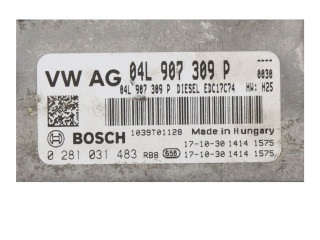 VW AG 04L 907 309 P
0030
04L 907 309 P DIESEL EDC17C74 HW: H25
BOSCH 1039T01128 Made in Hungary
17-10-30 1414 1575
0 281 031 483 RBB 656 17-10-30 1414 1575